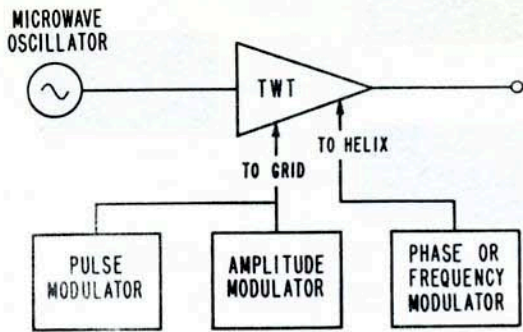 MICROWAVE
OSCILLATOR
TWT
TO HELIX
TO GRID
PULSE
MODULATOR
AMPLITUDE
MODULATOR
PHASE OR
FREQUENCY
MODULATOR